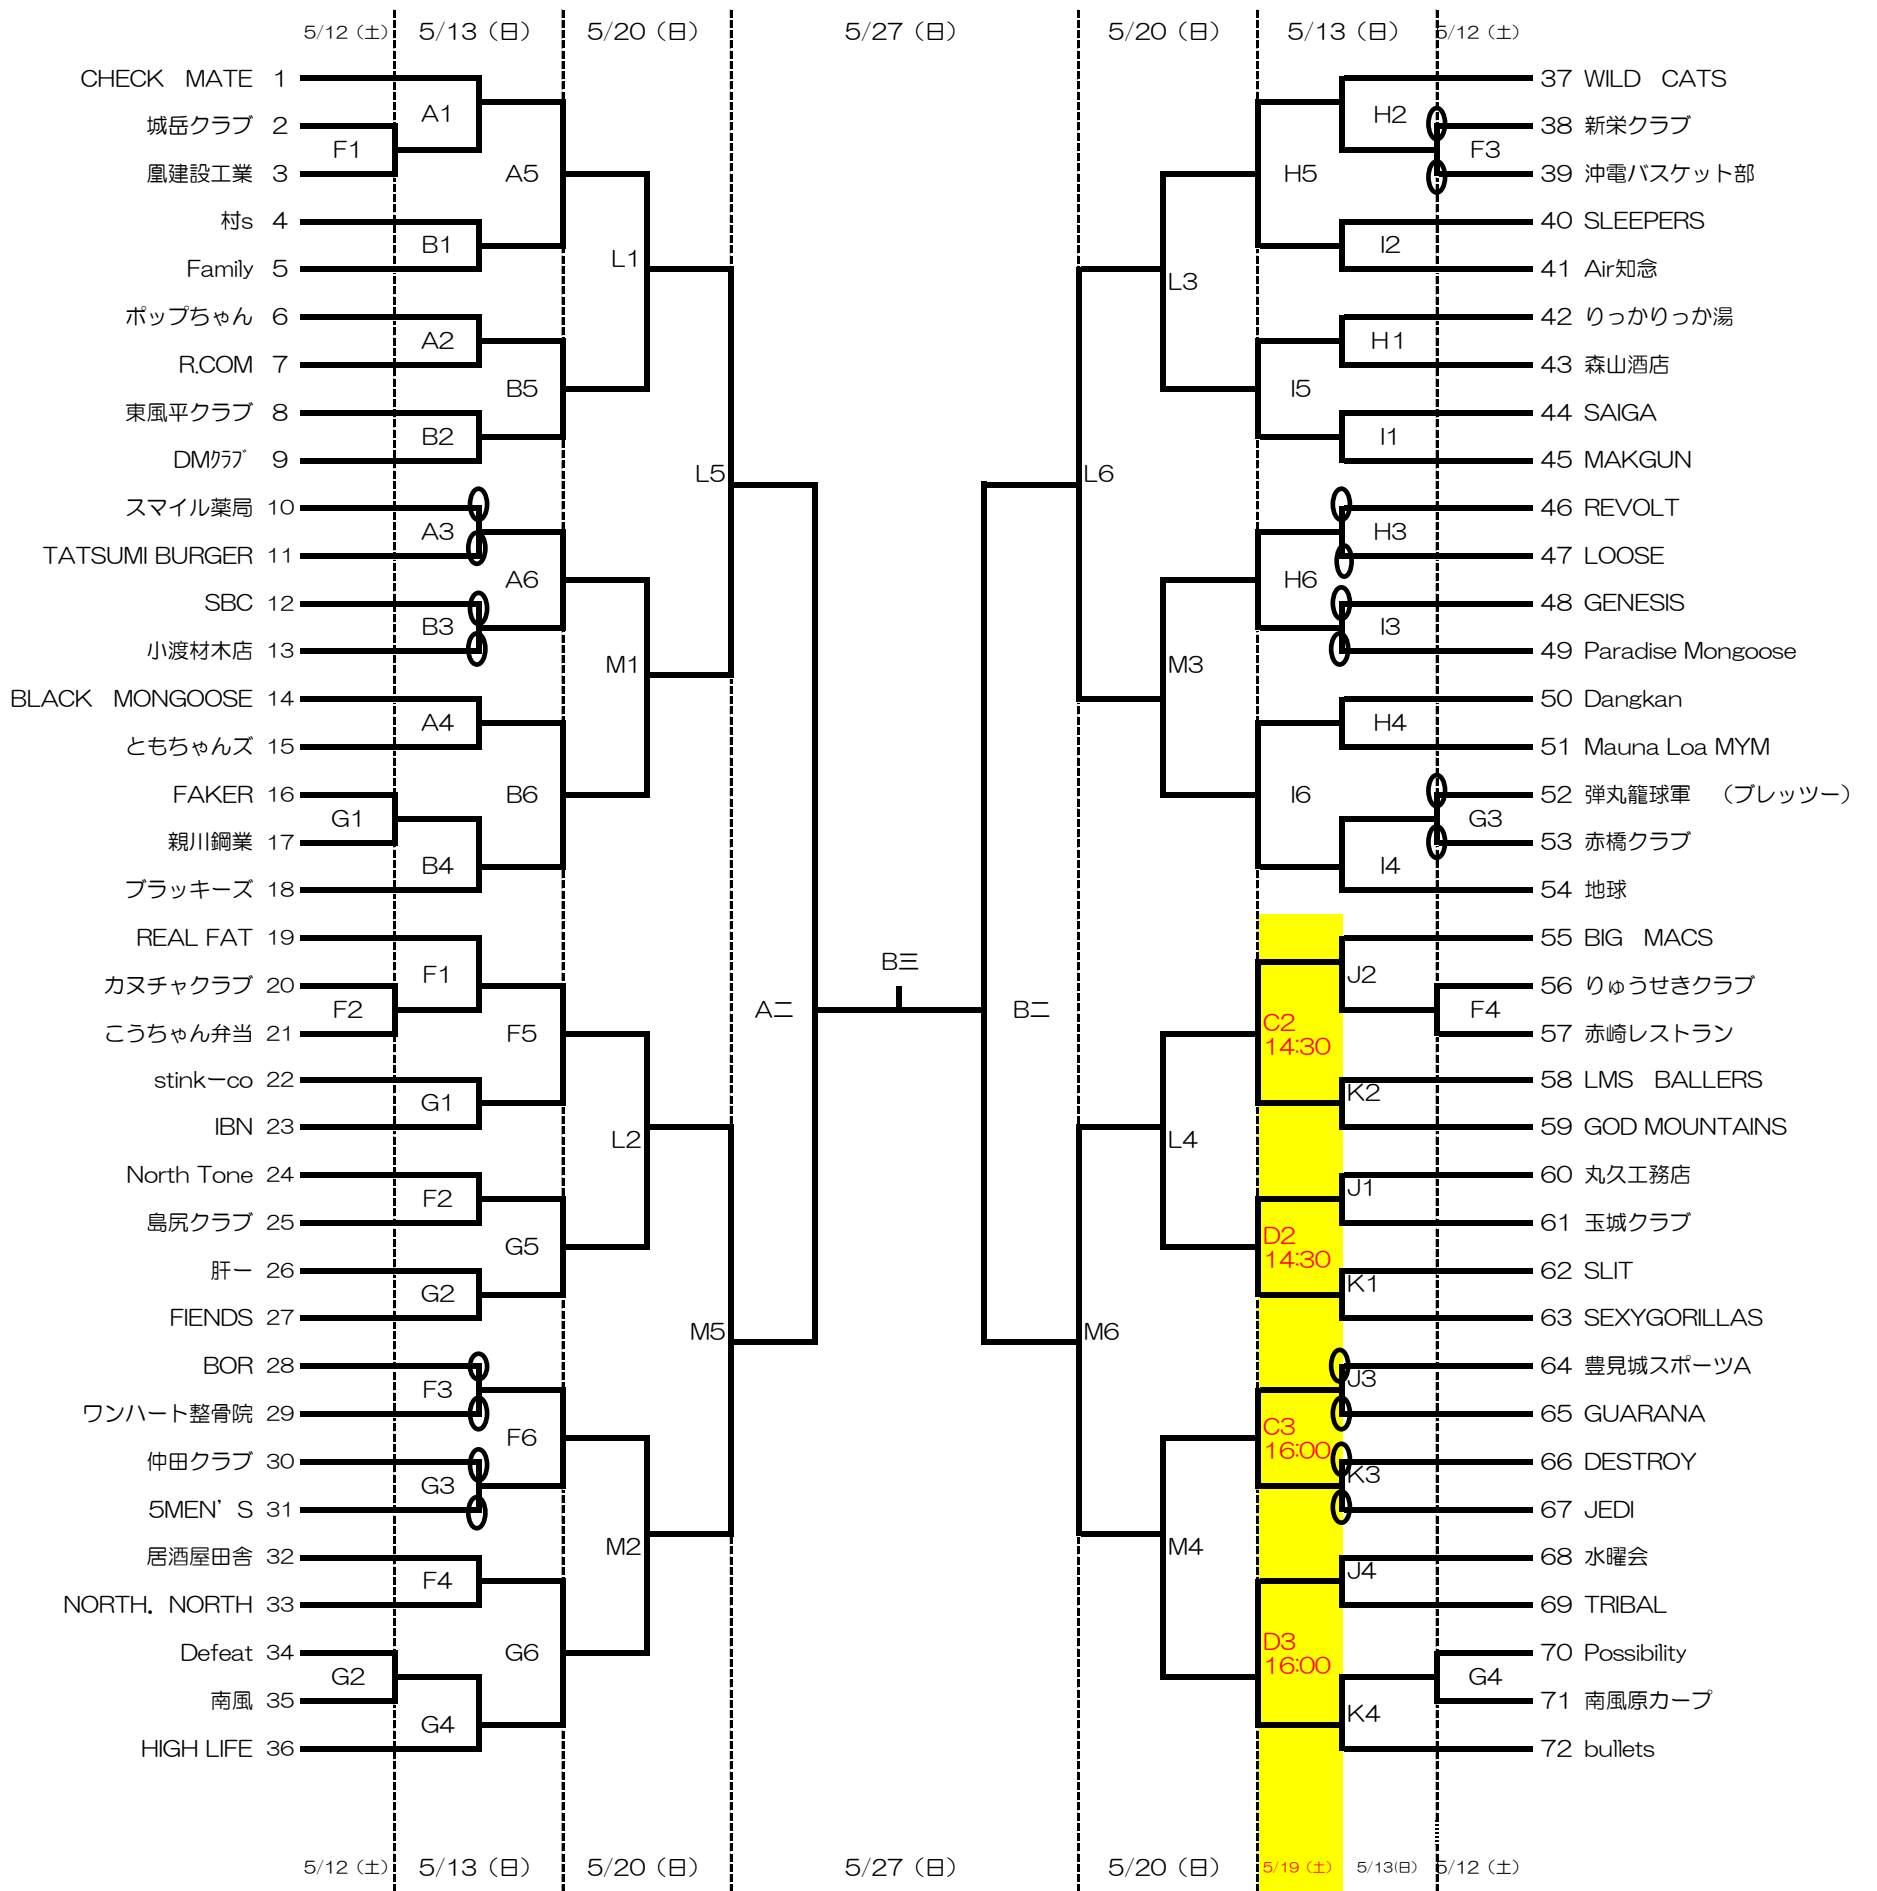 5/12（土） 5/13（日） 5/20（日） 5/27（日） 5/20（日） 5/13（日） 5/12（土）
CHECK　MATE 1
城岳クラブ 2
凰建設工業 3
村s 4
Family 5
ポップちゃん 6
R.COM 7
東風平クラブ 8
DMｸﾗﾌﾞ 9
スマイル薬局 10
TATSUMI BURGER 11
SBC 12
小渡材木店 13
BLACK　MONGOOSE 14
ともちゃんズ 15
FAKER 16
親川鋼業 17
ブラッキーズ 18
REAL FAT 19
カヌチャクラブ 20
こうちゃん弁当 21
stinkーco 22
IBN 23
North Tone 24
島尻クラブ 25
肝一 26
FIENDS 27
BOR 28
ワンハート整骨院 29
仲田クラブ 30
5MEN’S 31
居酒屋田舎 32
NORTH．NORTH 33
Defeat 34
南風 35
HIGH LIFE 36
F1
G1
F2
G2
A1
B1
A2
B2
A3
B3
A4
B4
F1
G1
F2
G2
F3
G3
F4
G4
A5
B5
A6
B6
F5
G5
F6
G6
L1
M1
L2
M2
L5
M5
A二
B三
B二
L6
M6
L3
M3
L4
M4
H5
I5
H6
I6
C2
14:30
D2
14:30
C3
16:00
D3
16:00
H2
I2
H1
I1
H3
I3
H4
I4
J2
K2
J1
K1
J3
K3
J4
K4
F3
G3
F4
G4
37 WILD　CATS
38 新栄クラブ
39 沖電バスケット部
40 SLEEPERS
41 Air知念
42 りっかりっか湯
43 森山酒店
44 SAIGA
45 MAKGUN
46 REVOLT
47 LOOSE
48 GENESIS
49 Paradise Mongoose
50 Dangkan
51 Mauna Loa MYM
52 弾丸籠球軍　（ブレッツー）
53 赤橋クラブ
54 地球
55 BIG　MACS
56 りゅうせきクラブ
57 赤崎レストラン
58 LMS　BALLERS
59 GOD MOUNTAINS
60 丸久工務店
61 玉城クラブ
62 SLIT
63 SEXYGORILLAS
64 豊見城スポーツA
65 GUARANA
66 DESTROY
67 JEDI
68 水曜会
69 TRIBAL
70 Possibility
71 南風原カープ
72 bullets
5/12（土） 5/13（日） 5/20（日） 5/27（日） 5/20（日） 5/19（土） 5/13(日) 5/12（土）